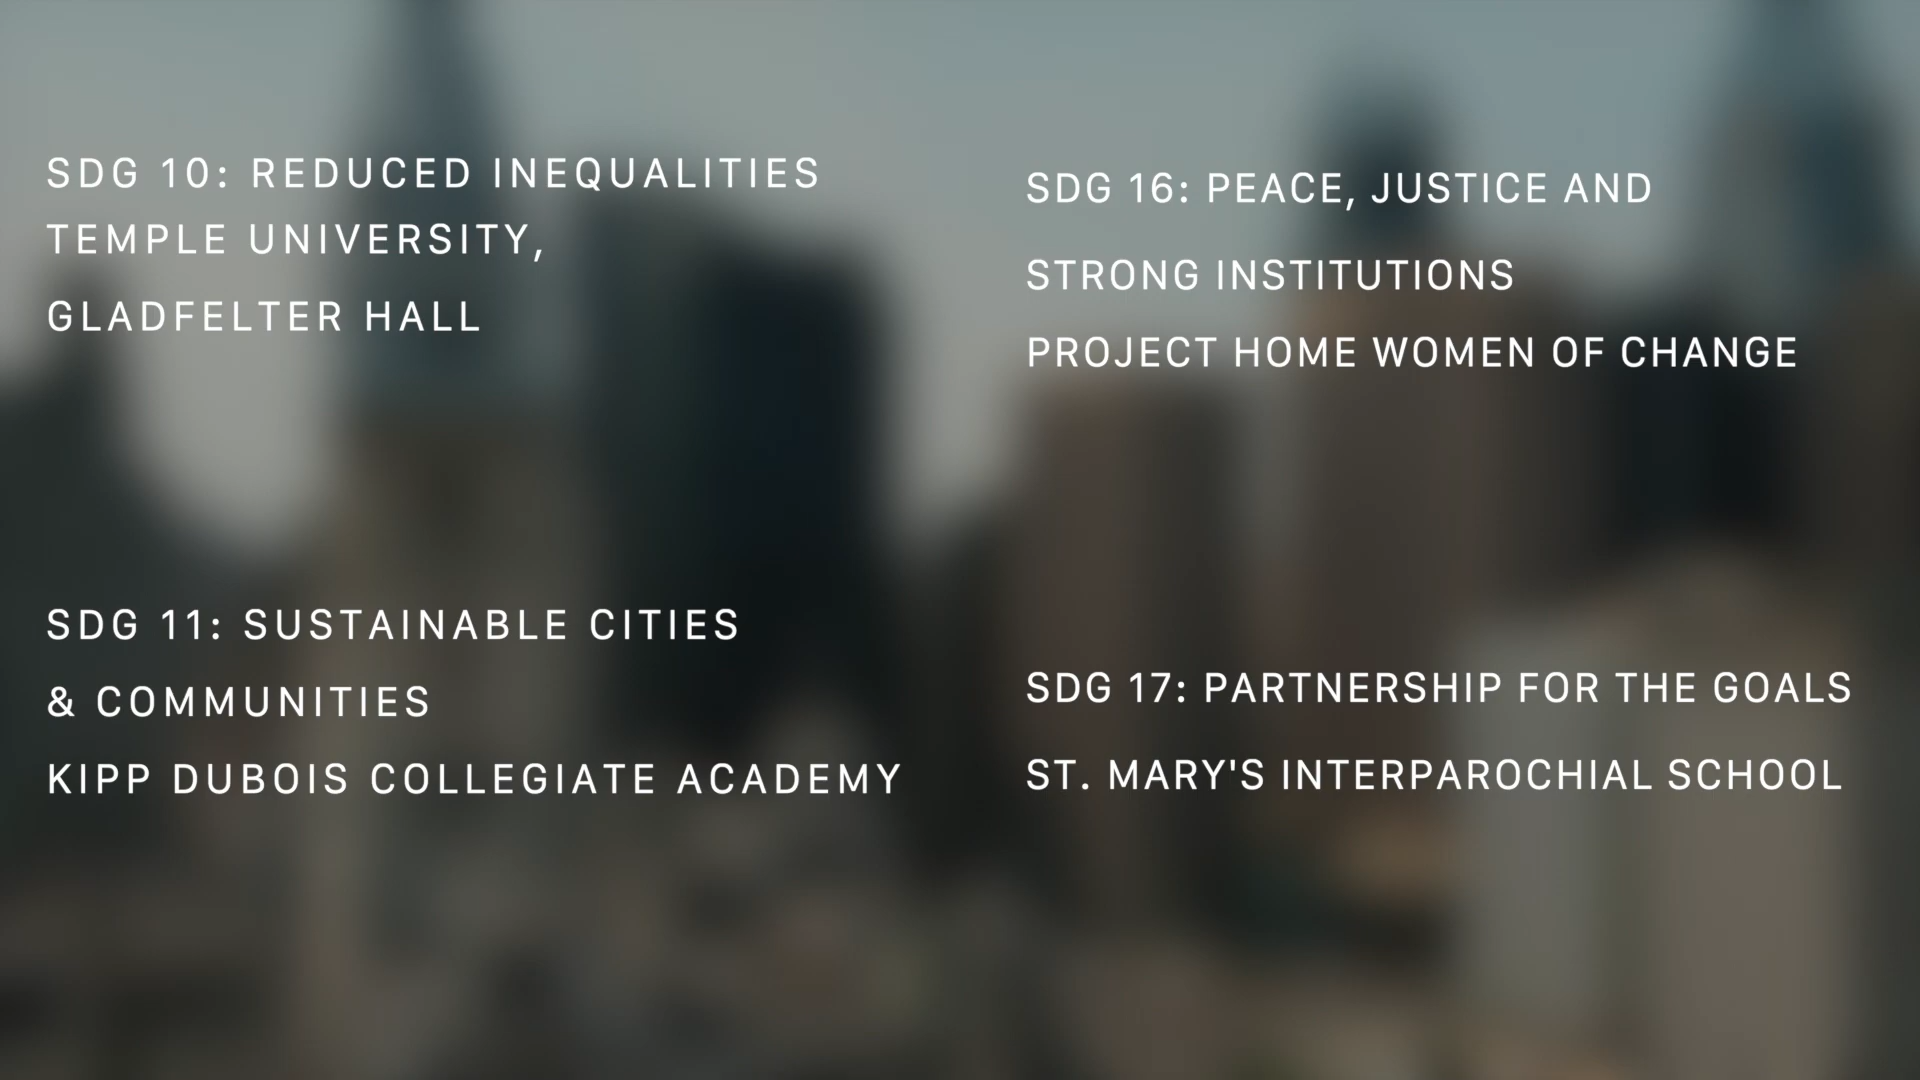 SDG 10: REDUCED INEQUALITIES
TEMPLE UNIVERSITY,
GLADFELTER HALL
SDG 11: SUSTAINABLE CITIES
& COMMUNITIES
KIPP DUBOIS COLLEGIATE ACADEMY
SDG 16: PEACE, JUSTICE AND
STRONG INSTITUTIONS
PROJECT HOME WOMEN OF CHANGE
SDG 17: PARTNERSHIP FOR THE GOALS
ST. MARY'S INTERPAROCHIAL SCHOOL